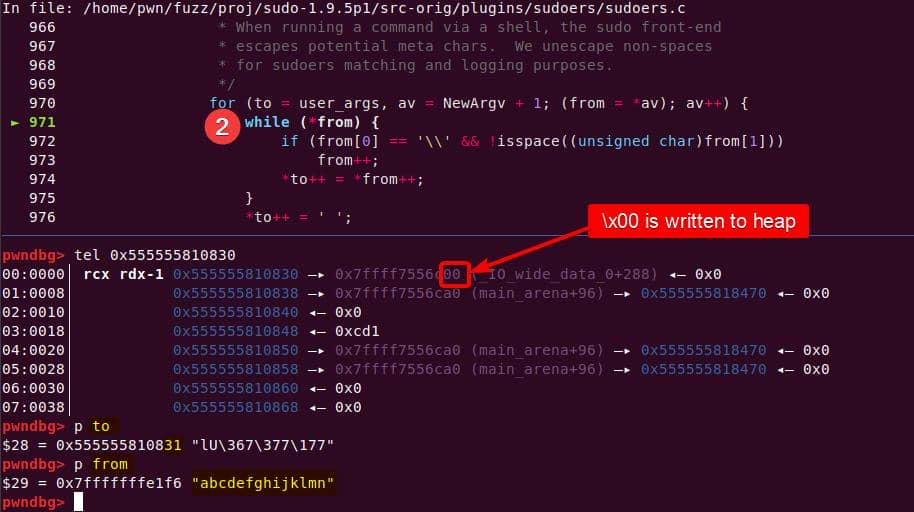 In file: /home/pwn/fuzz/proj/sudo-1.9.5p1/src-orig/plugins/sudoers/sudoers.c
966 * When running a command via a shell, the sudo front-end
967 * escapes potential meta chars. We unescape non-spaces
968 * for sudoers matching and logging purposes.
969 */
970 for (to = user_args, av = NewArgv + 1; (from = *av); av++) {
► 971 2 while (*from) {
972 if (from[0] == '\\' && !isspace((unsigned char)from[1]))
973 from++;
974 *to++ = *from++;
975 }
976 *to++ = ' ';
\x00 is written to heap
pwndbg> tel 0x555555810830
00:0000│ rcx rdx-1 0x555555810830 —▸ 0x7ffff7556c00 (_IO_wide_data_0+288) ◂— 0x0
01:0008│ 0x555555810838 —▸ 0x7ffff7556ca0 (main_arena+96) —▸ 0x555555818470 ◂— 0x0
02:0010│ 0x555555810840 ◂— 0x0
03:0018│ 0x555555810848 ◂— 0xcd1
04:0020│ 0x555555810850 —▸ 0x7ffff7556ca0 (main_arena+96) —▸ 0x555555818470 ◂— 0x0
05:0028│ 0x555555810858 —▸ 0x7ffff7556ca0 (main_arena+96) —▸ 0x555555818470 ◂— 0x0
06:0030│ 0x555555810860 ◂— 0x0
07:0038│ 0x555555810868 ◂— 0x0
pwndbg> p to
$28 = 0x555555810831 "lU\367\377\177"
pwndbg> p from
$29 = 0x7fffffffe1f6 "abcdefghijklmn"
pwndbg>